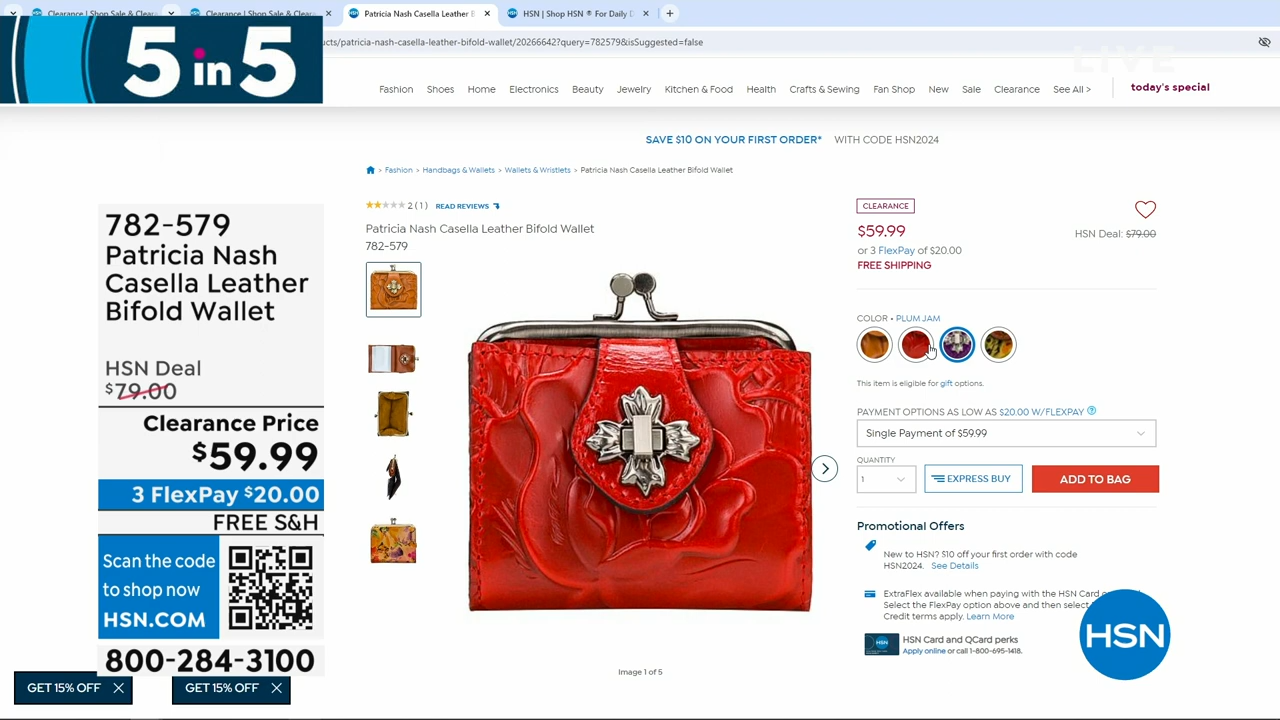 Clearance | Shop Sale & Cleara
Clearance | Shop Sale & Clear
Patricia Nash Casella Leather B
HSN | Shop HSN ® For Daily D
5 in 5
ucts/patricia-nash-casella-leather-bifold-wallet/20266642?query=782579&isSuggested=false
LIVE
Fashion Shoes Home Electronics Beauty Jewelry Kitchen & Food Health Crafts & Sewing Fan Shop New Sale Clearance See All > today's special
SAVE $10 ON YOUR FIRST ORDER* WITH CODE HSN2024
> Fashion > Handbags & Wallets > Wallets & Wristlets > Patricia Nash Casella Leather Bifold Wallet
2 ( 1 ) READ REVIEWS
Patricia Nash Casella Leather Bifold Wallet
782-579
782-579
Patricia Nash
Casella Leather
Bifold Wallet
HSN Deal
$79.00
Clearance Price
$59.99
3 FlexPay $20.00
FREE S&H
Scan the code
to shop now
HSN.COM
800-284-3100
GET 15% OFF
GET 15% OFF
Image 1 of 5
CLEARANCE
$59.99
HSN Deal: $79.00
or 3 FlexPay of $20.00
FREE SHIPPING
COLOR • PLUM JAM
This item is eligible for gift options.
PAYMENT OPTIONS AS LOW AS $20.00 W/FLEXPAY
Single Payment of $59.99
QUANTITY
1
EXPRESS BUY
ADD TO BAG
Promotional Offers
New to HSN? $10 off your first order with code
HSN2024. See Details
ExtraFlex available when paying with the HSN Card
Select the FlexPay option above and then select
Credit terms apply. Learn More
HSN Card and QCard perks
Apply online or call 1-800-695-1418.
HSN